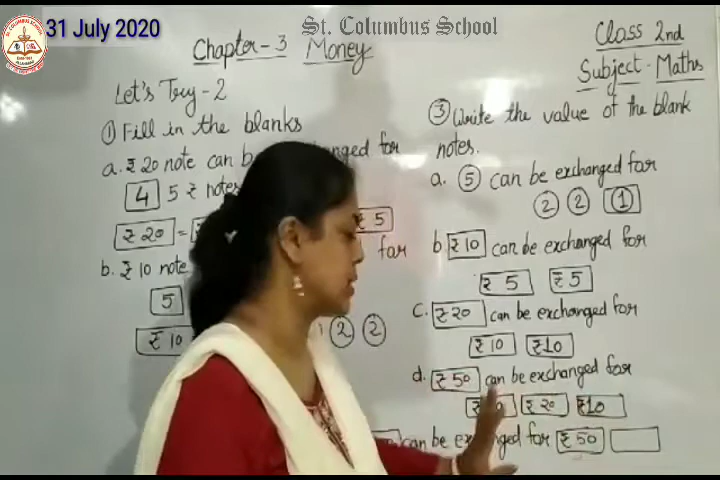 31 July 2020
St. Columbus School
Chapter-3 Money
Class 2nd
Subject-Maths
Let's Try-2
① Fill in the blanks
a. ₹ 20 note can b nged for
4 5 ₹ notes
₹ 20 = ₹ 5
for
b. ₹ 10 note
5
₹ 10 2 2
③ Write the value of the blank
notes.
a. 5 can be exchanged for
2 2 1
b. ₹ 10 can be exchanged for
₹ 5 ₹ 5
c. ₹ 20 can be exchanged for
₹ 10 ₹ 10
d. ₹ 50 can be exchanged for
₹ 20 ₹ 10
can be exchanged for ₹ 50